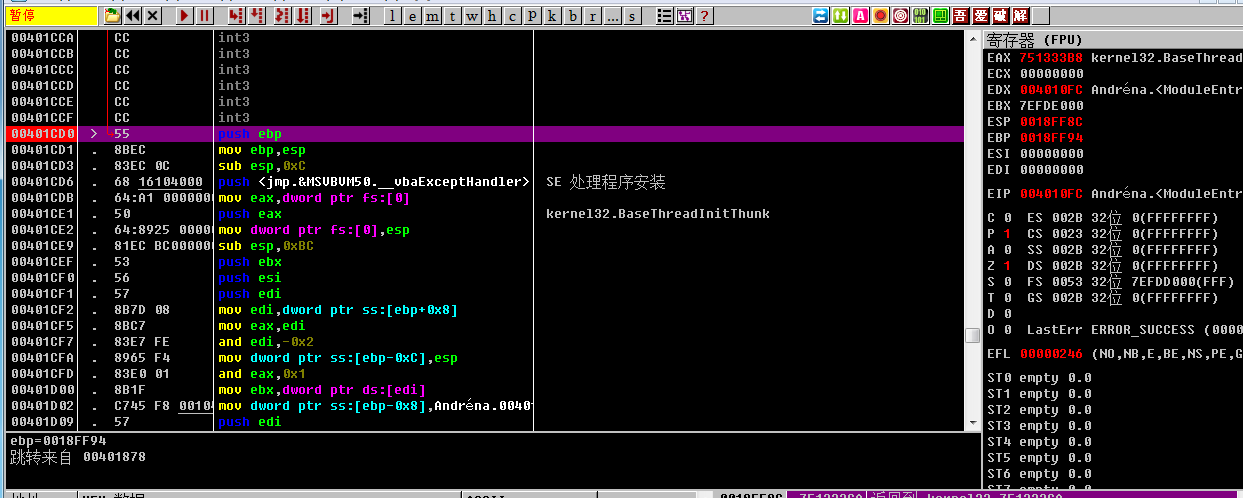 暂停
l e m t w h c p k b r ... s
?
A
吾 爱 破 解
00401CCA CC int3
00401CCB CC int3
00401CCC CC int3
00401CCD CC int3
00401CCE CC int3
00401CCF CC int3
00401CD0 > 55 push ebp
00401CD1 . 8BEC mov ebp,esp
00401CD3 . 83EC 0C sub esp,0xC
00401CD6 . 68 16104000 push <jmp.&MSVBVM50.__vbaExceptHandler> SE 处理程序安装
00401CDB . 64:A1 0000000 mov eax,dword ptr fs:[0]
00401CE1 . 50 push eax kernel32.BaseThreadInitThunk
00401CE2 . 64:8925 00000 mov dword ptr fs:[0],esp
00401CE9 . 81EC BC00000 sub esp,0xBC
00401CEF . 53 push ebx
00401CF0 . 56 push esi
00401CF1 . 57 push edi
00401CF2 . 8B7D 08 mov edi,dword ptr ss:[ebp+0x8]
00401CF5 . 8BC7 mov eax,edi
00401CF7 . 83E7 FE and edi,-0x2
00401CFA . 8965 F4 mov dword ptr ss:[ebp-0xC],esp
00401CFD . 83E0 01 and eax,0x1
00401D00 . 8B1F mov ebx,dword ptr ds:[edi]
00401D02 . C745 F8 00104 mov dword ptr ss:[ebp-0x8],Andréna.0040
00401D09 . 57 push edi
ebp=0018FF94
跳转来自 00401878
寄存器 (FPU)
EAX 751333B8 kernel32.BaseThread
ECX 00000000
EDX 004010FC Andréna.<ModuleEntr
EBX 7EFDE000
ESP 0018FF8C
EBP 0018FF94
ESI 00000000
EDI 00000000
EIP 004010FC Andréna.<ModuleEntr
C 0 ES 002B 32位 0(FFFFFFFF)
P 1 CS 0023 32位 0(FFFFFFFF)
A 0 SS 002B 32位 0(FFFFFFFF)
Z 1 DS 002B 32位 0(FFFFFFFF)
S 0 FS 0053 32位 7EFDD000(FFF)
T 0 GS 002B 32位 0(FFFFFFFF)
D 0
O 0 LastErr ERROR_SUCCESS (0000
EFL 00000246 (NO,NB,E,BE,NS,PE,G
ST0 empty 0.0
ST1 empty 0.0
ST2 empty 0.0
ST3 empty 0.0
ST4 empty 0.0
ST5 empty 0.0
ST6 empty 0.0